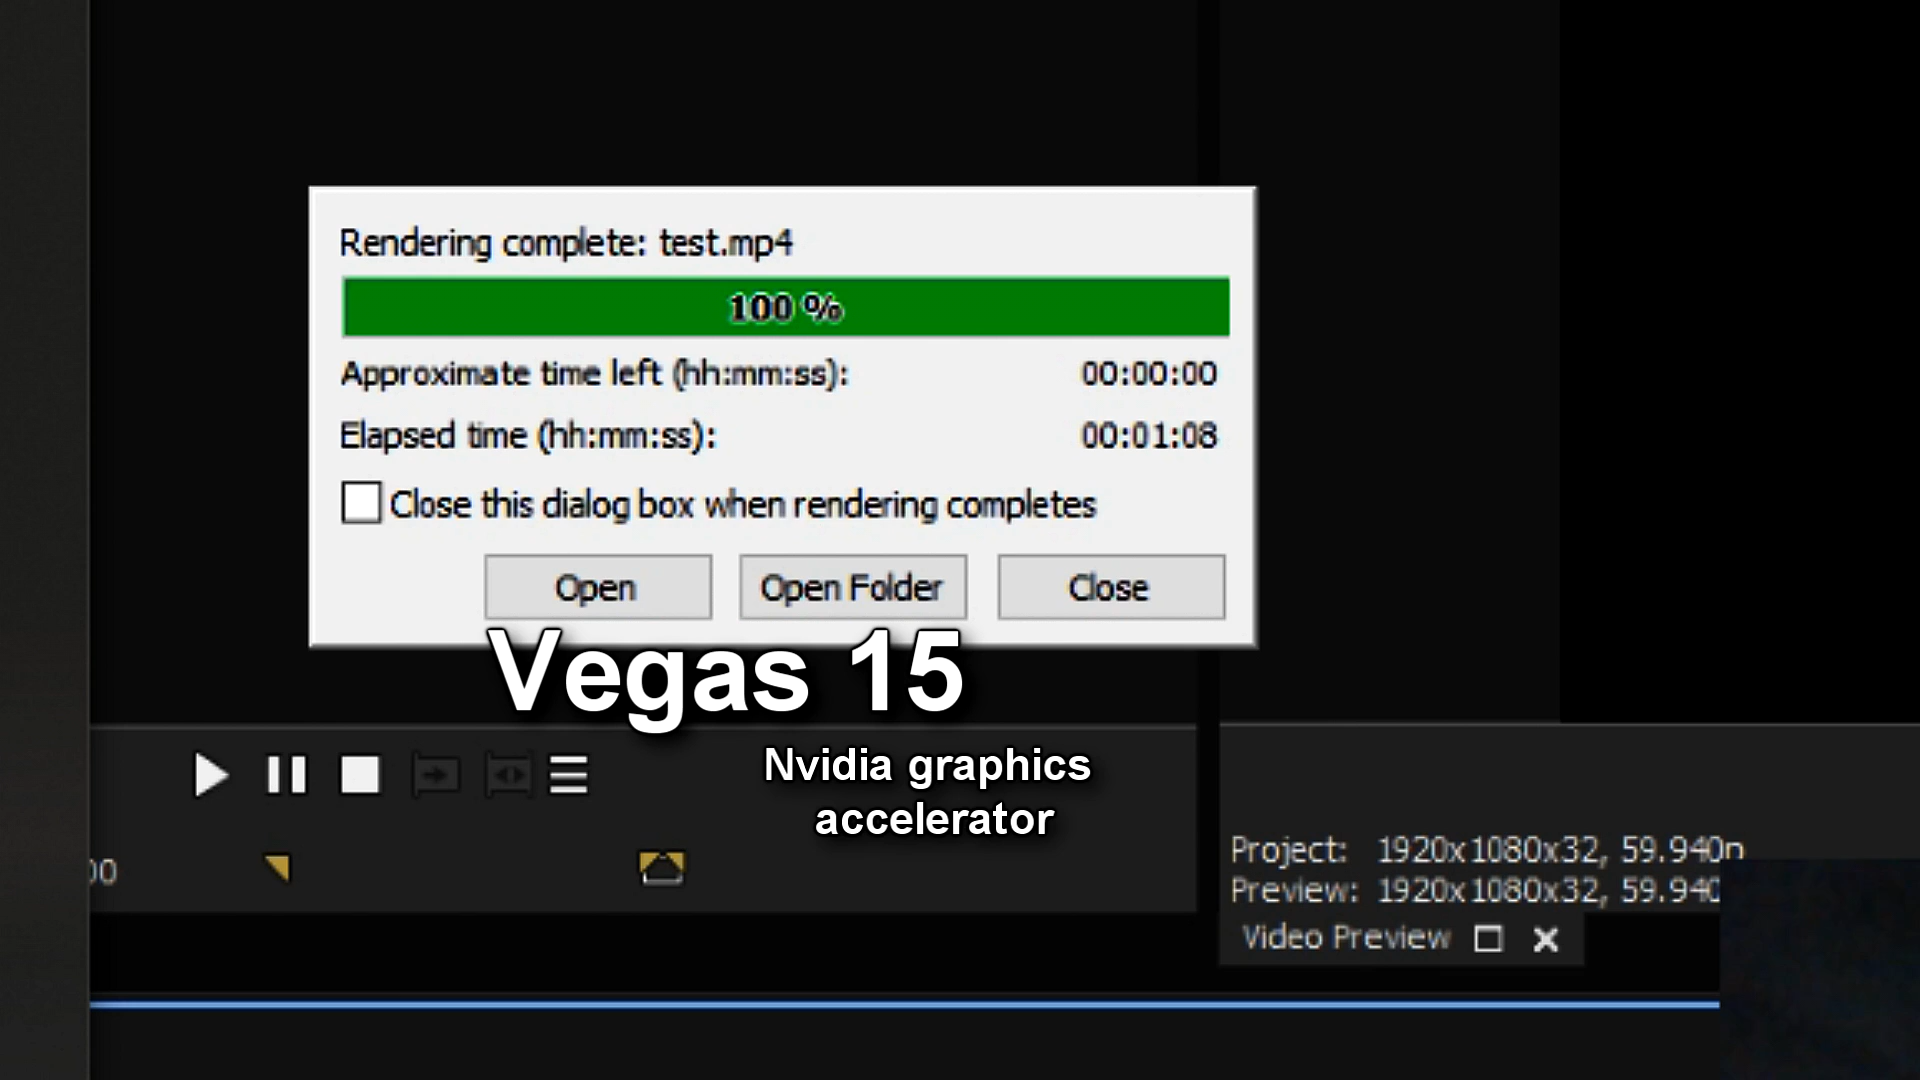 Rendering complete: test.mp4
100 %
Approximate time left (hh:mm:ss): 00:00:00
Elapsed time (hh:mm:ss): 00:01:08
Close this dialog box when rendering completes
Open Open Folder Close
Vegas 15
Nvidia graphics
accelerator
00
Project: 1920x1080x32, 59.940p
Preview: 1920x1080x32, 59.940
Video Preview